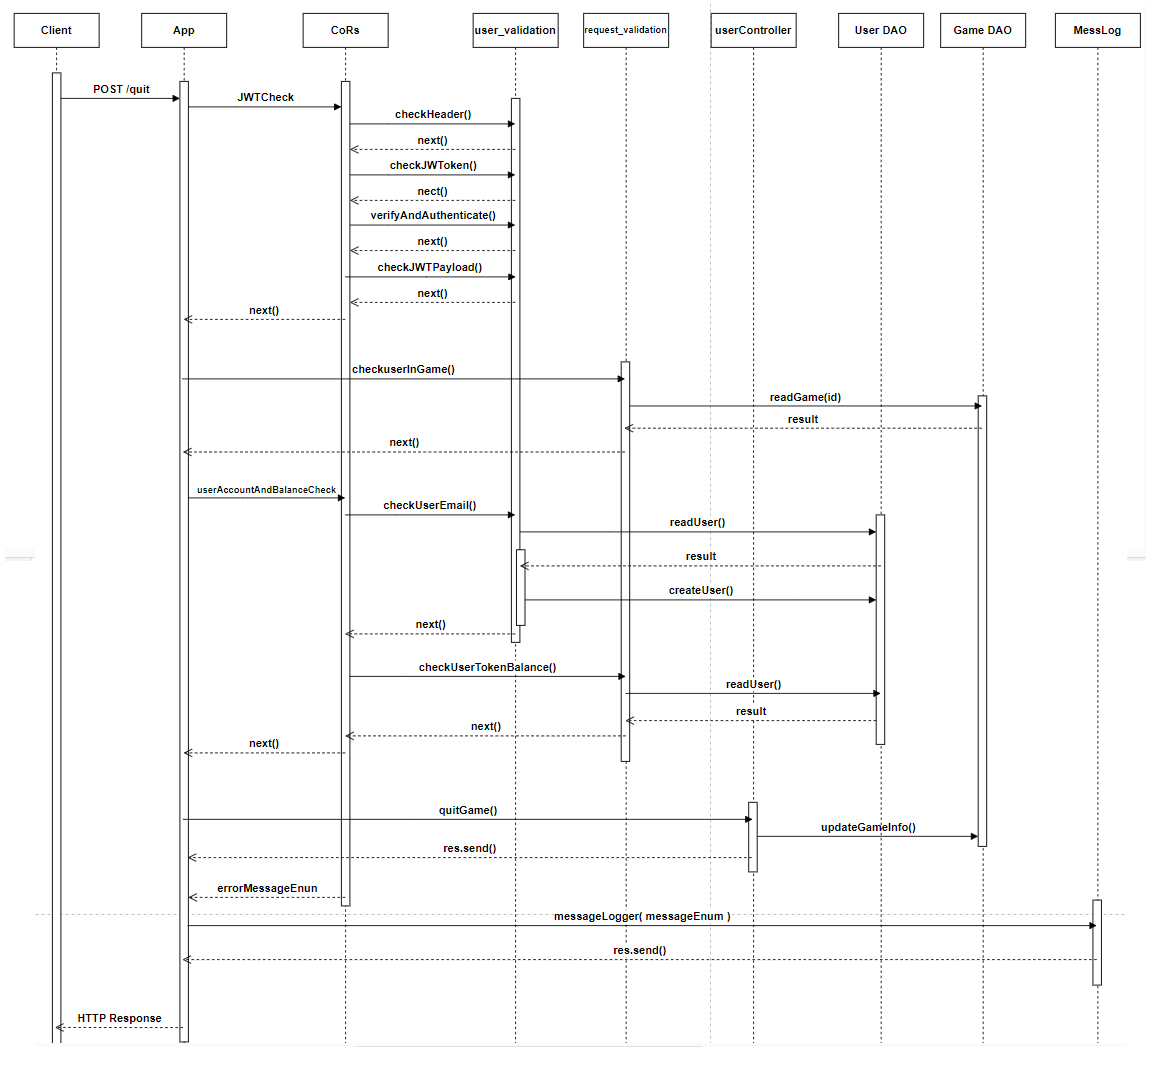 Client
App
CoRs
user_validation
request_validation
userController
User DAO
Game DAO
MessLog
POST /quit
JWTCheck
checkHeader()
next()
checkJWToken()
nect()
verifyAndAuthenticate()
next()
checkJWTPayload()
next()
next()
checkuserInGame()
readGame(id)
result
next()
userAccountAndBalanceCheck
checkUserEmail()
readUser()
result
createUser()
next()
checkUserTokenBalance()
readUser()
result
next()
next()
quitGame()
updateGameInfo()
res.send()
errorMessageEnun
messageLogger( messageEnum )
res.send()
HTTP Response